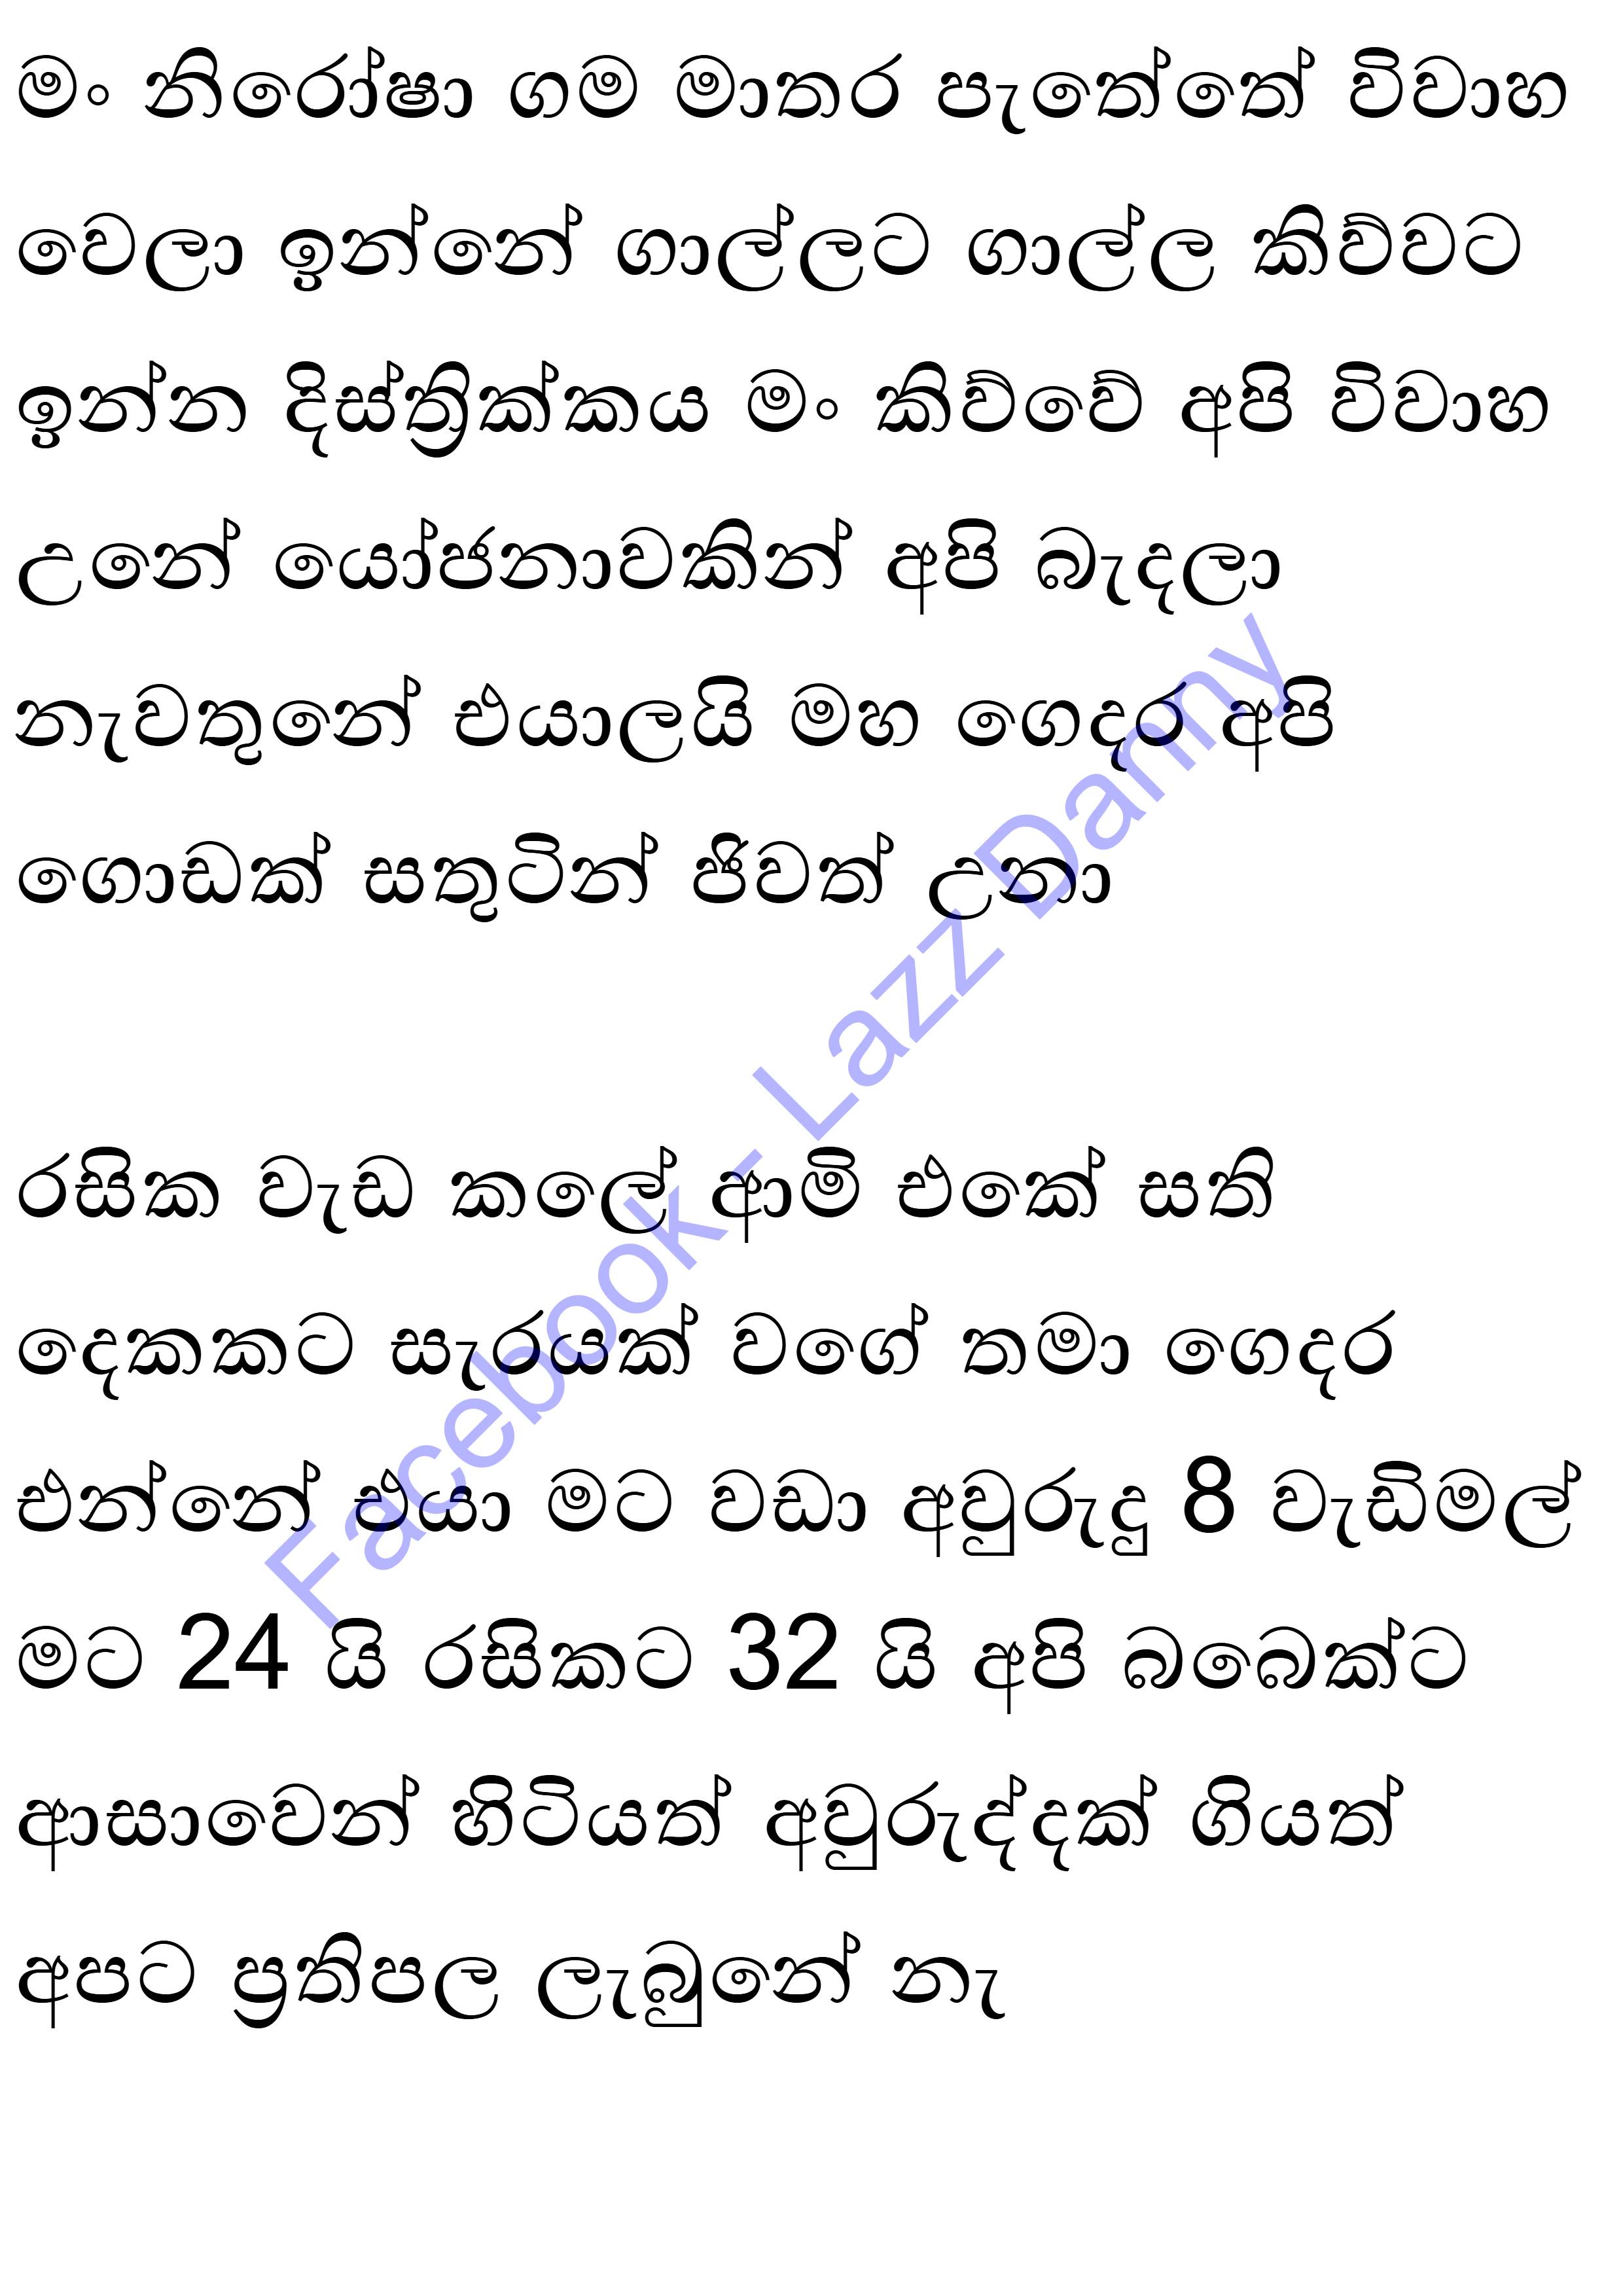 මං නිරෝෂා ගම මාතර පැතේතේ විවාහ
වෙලා ඉන්නේ ගාල්ලට ගාල්ල කිව්වට
ඉන්න දිස්ත්‍රික්කය මං කිව්වේ අපි විවාහ
උනේ යෝජනාවකින් අපි බැදලා
නැවතුනේ එයාලයි මහ ගෙදර අපි
ගොඩක් සතුටින් ජීවත් උනා
රසික වැඩ කලේ ආමි එකේ සති
දෙකකට සැරයක් වගේ තමා ගෙදර
එන්නේ එයා මට වඩා අවුරුදු 8 වැඩිමල්
මට 24 යි රසිකට 32 යි අපි බබෙක්ට
ආසාවෙන් හිටියත් අවුරුද්දක් ගියත්
අපට ප්‍රතිපල ලැබුනේ නැ
Facebook - Lazz Danny